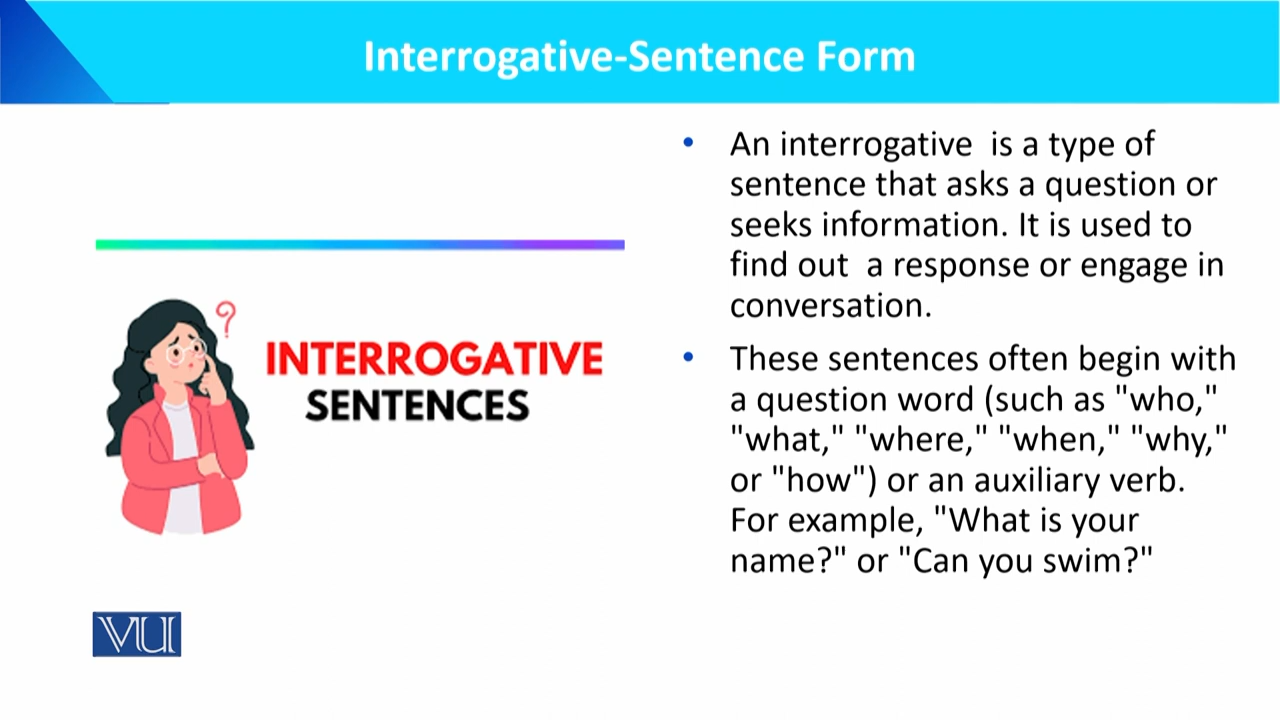 Interrogative-Sentence Form
?
INTERROGATIVE
SENTENCES
VU
• An interrogative  is a type of
sentence that asks a question or
seeks information. It is used to
find out  a response or engage in
conversation.
• These sentences often begin with
a question word (such as "who,"
"what," "where," "when," "why,"
or "how") or an auxiliary verb.
For example, "What is your
name?" or "Can you swim?"